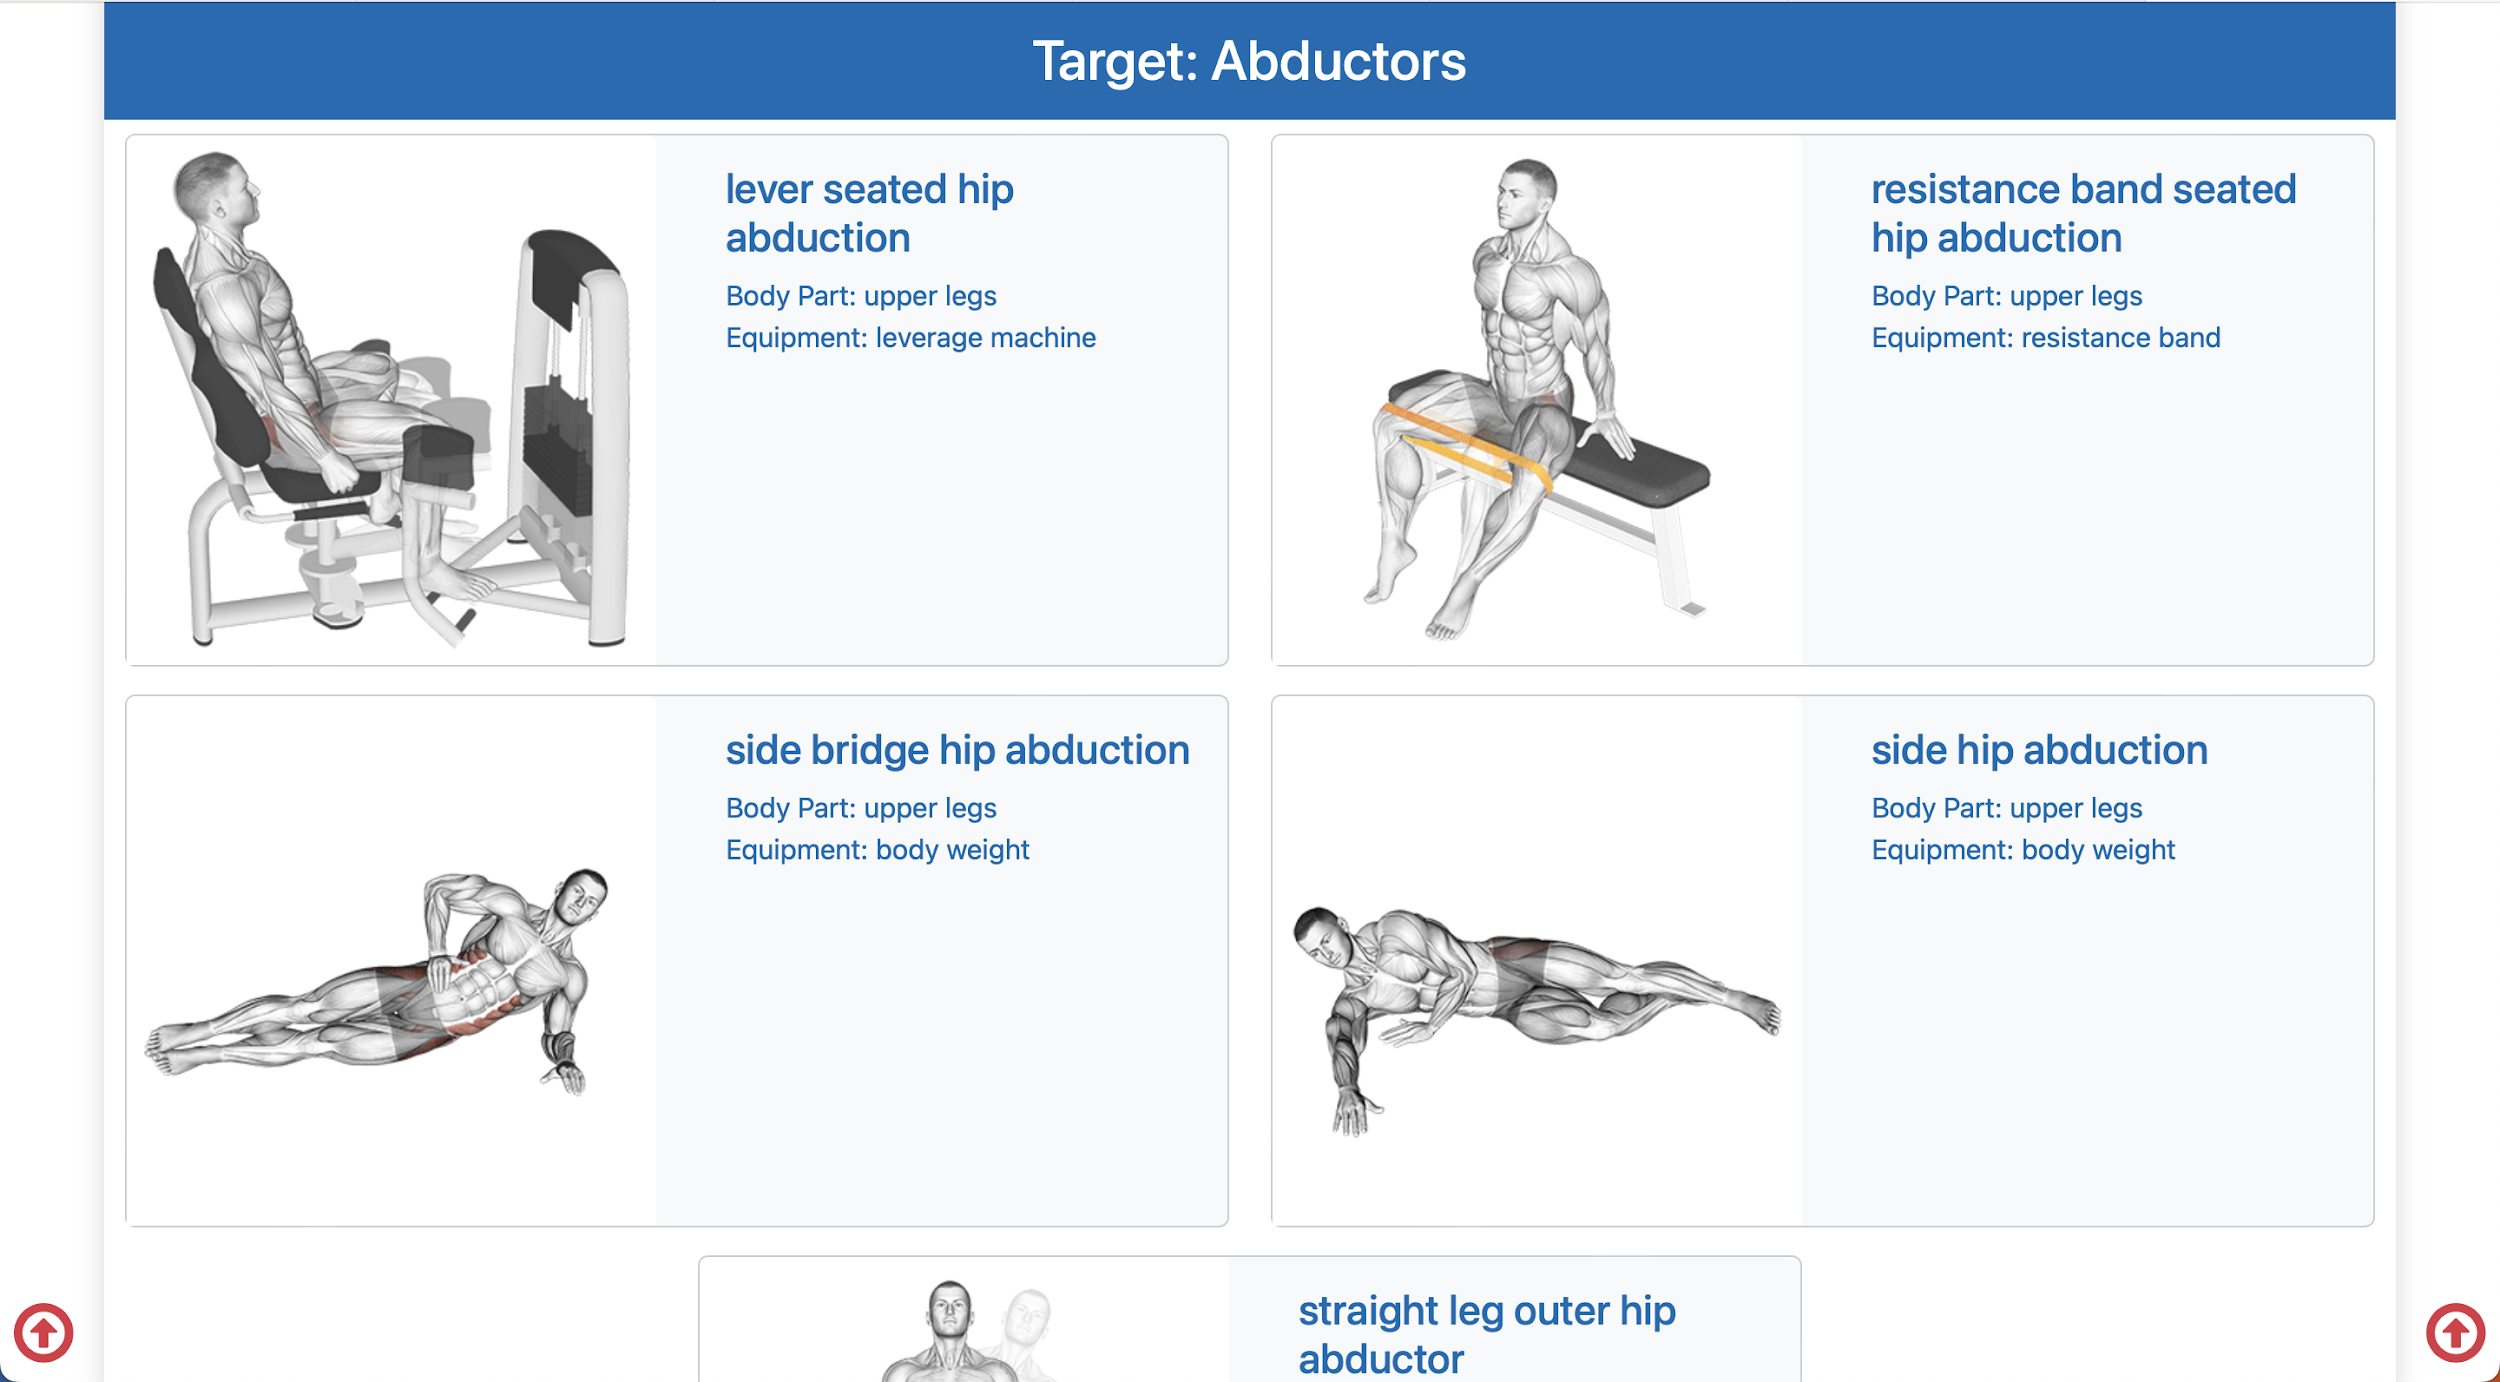 Target: Abductors
lever seated hip
abduction
Body Part: upper legs
Equipment: leverage machine
resistance band seated
hip abduction
Body Part: upper legs
Equipment: resistance band
side bridge hip abduction
Body Part: upper legs
Equipment: body weight
side hip abduction
Body Part: upper legs
Equipment: body weight
straight leg outer hip
abductor